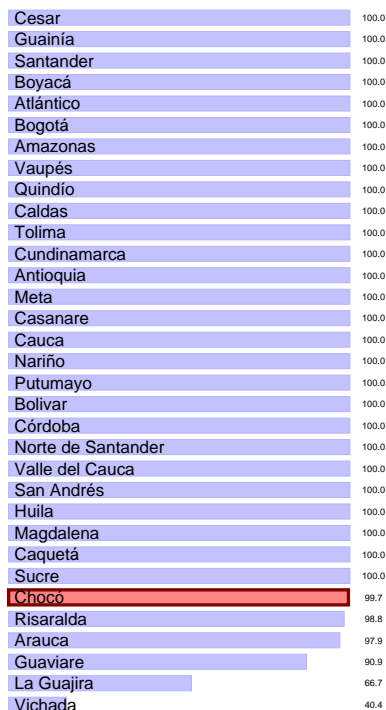 Cesar 100.0
Guainía 100.0
Santander 100.0
Boyacá 100.0
Atlántico 100.0
Bogotá 100.0
Amazonas 100.0
Vaupés 100.0
Quindío 100.0
Caldas 100.0
Tolima 100.0
Cundinamarca 100.0
Antioquia 100.0
Meta 100.0
Casanare 100.0
Cauca 100.0
Nariño 100.0
Putumayo 100.0
Bolivar 100.0
Córdoba 100.0
Norte de Santander 100.0
Valle del Cauca 100.0
San Andrés 100.0
Huila 100.0
Magdalena 100.0
Caquetá 100.0
Sucre 100.0
Chocó 99.7
Risaralda 98.8
Arauca 97.9
Guaviare 90.9
La Guajira 66.7
Vichada 40.4